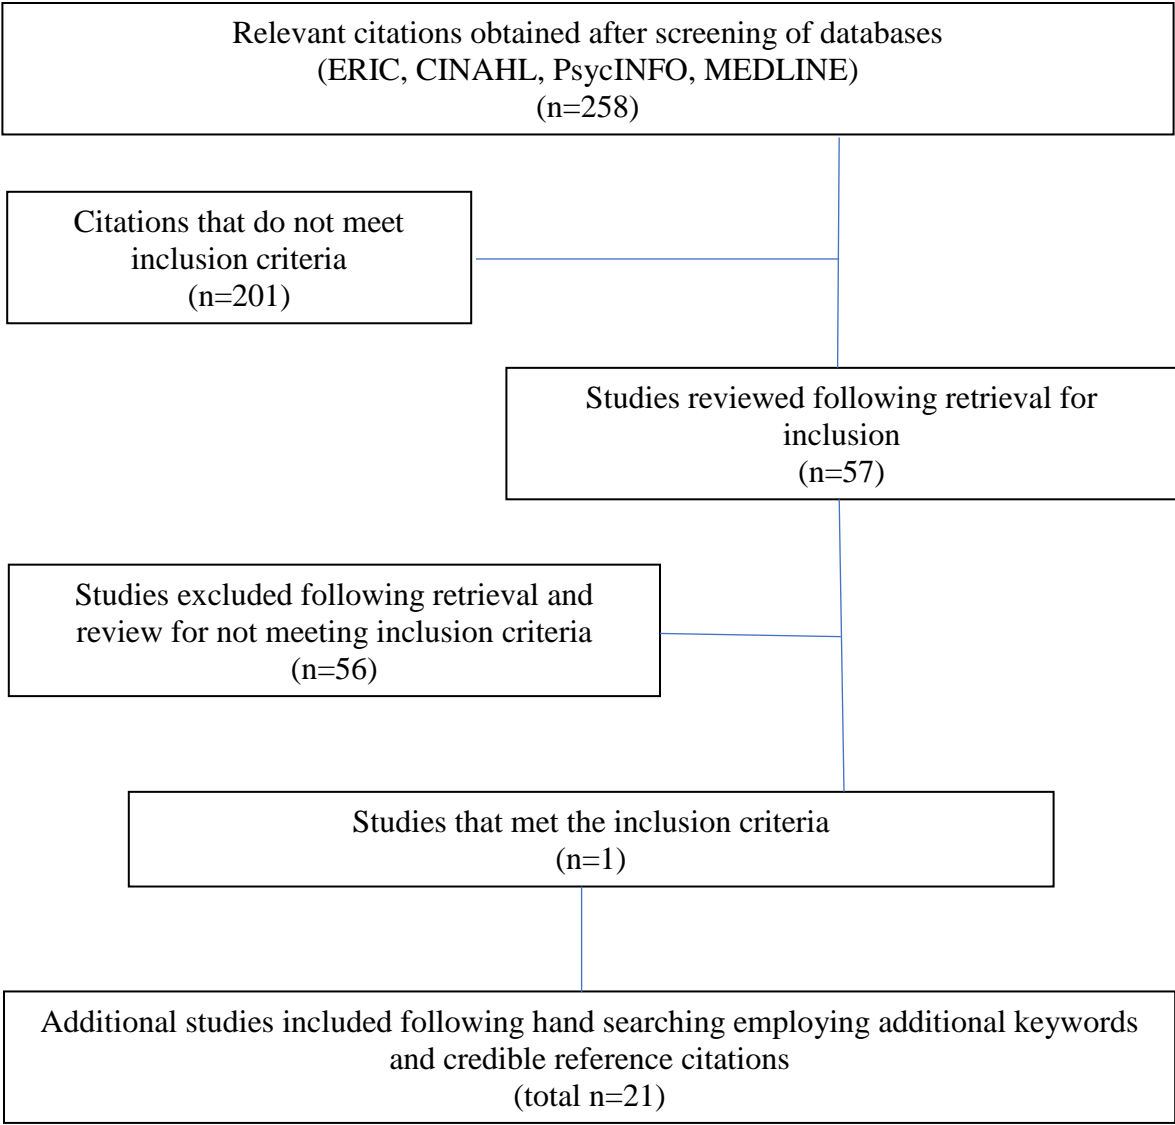 Relevant citations obtained after screening of databases
(ERIC, CINAHL, PsycINFO, MEDLINE)
(n=258)
Citations that do not meet
inclusion criteria
(n=201)
Studies reviewed following retrieval for
inclusion
(n=57)
Studies excluded following retrieval and
review for not meeting inclusion criteria
(n=56)
Studies that met the inclusion criteria
(n=1)
Additional studies included following hand searching employing additional keywords
and credible reference citations
(total n=21)